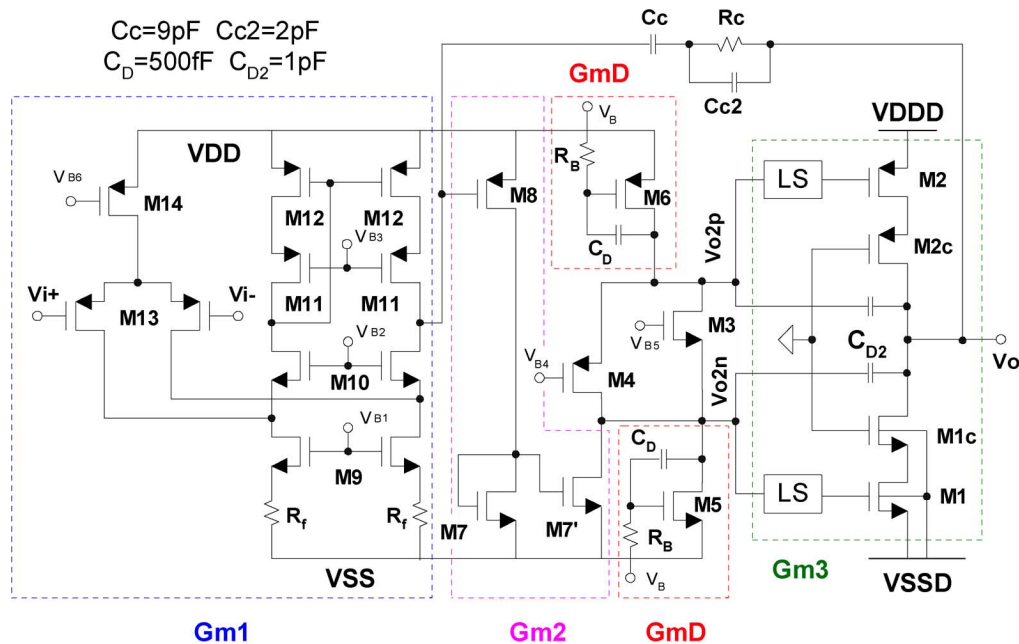 Cc=9pF Cc2=2pF
CD=500fF CD2=1pF
Cc
Rc
Cc2
GmD
VB
RB
M6
CD
VDDD
VDD
VB6
M14
M12
M12
M8
LS
M2
VB3
M11
M11
Vo2p
M2c
Vi+
Vi-
M13
VB2
M10
VB5
M3
CD2
Vo
VB4
M4
Vo2n
VB1
M9
CD
M5
M1c
LS
M1
Rf
Rf
M7
M7'
RB
VB
VSS
Gm3
VSSD
Gm1
Gm2
GmD